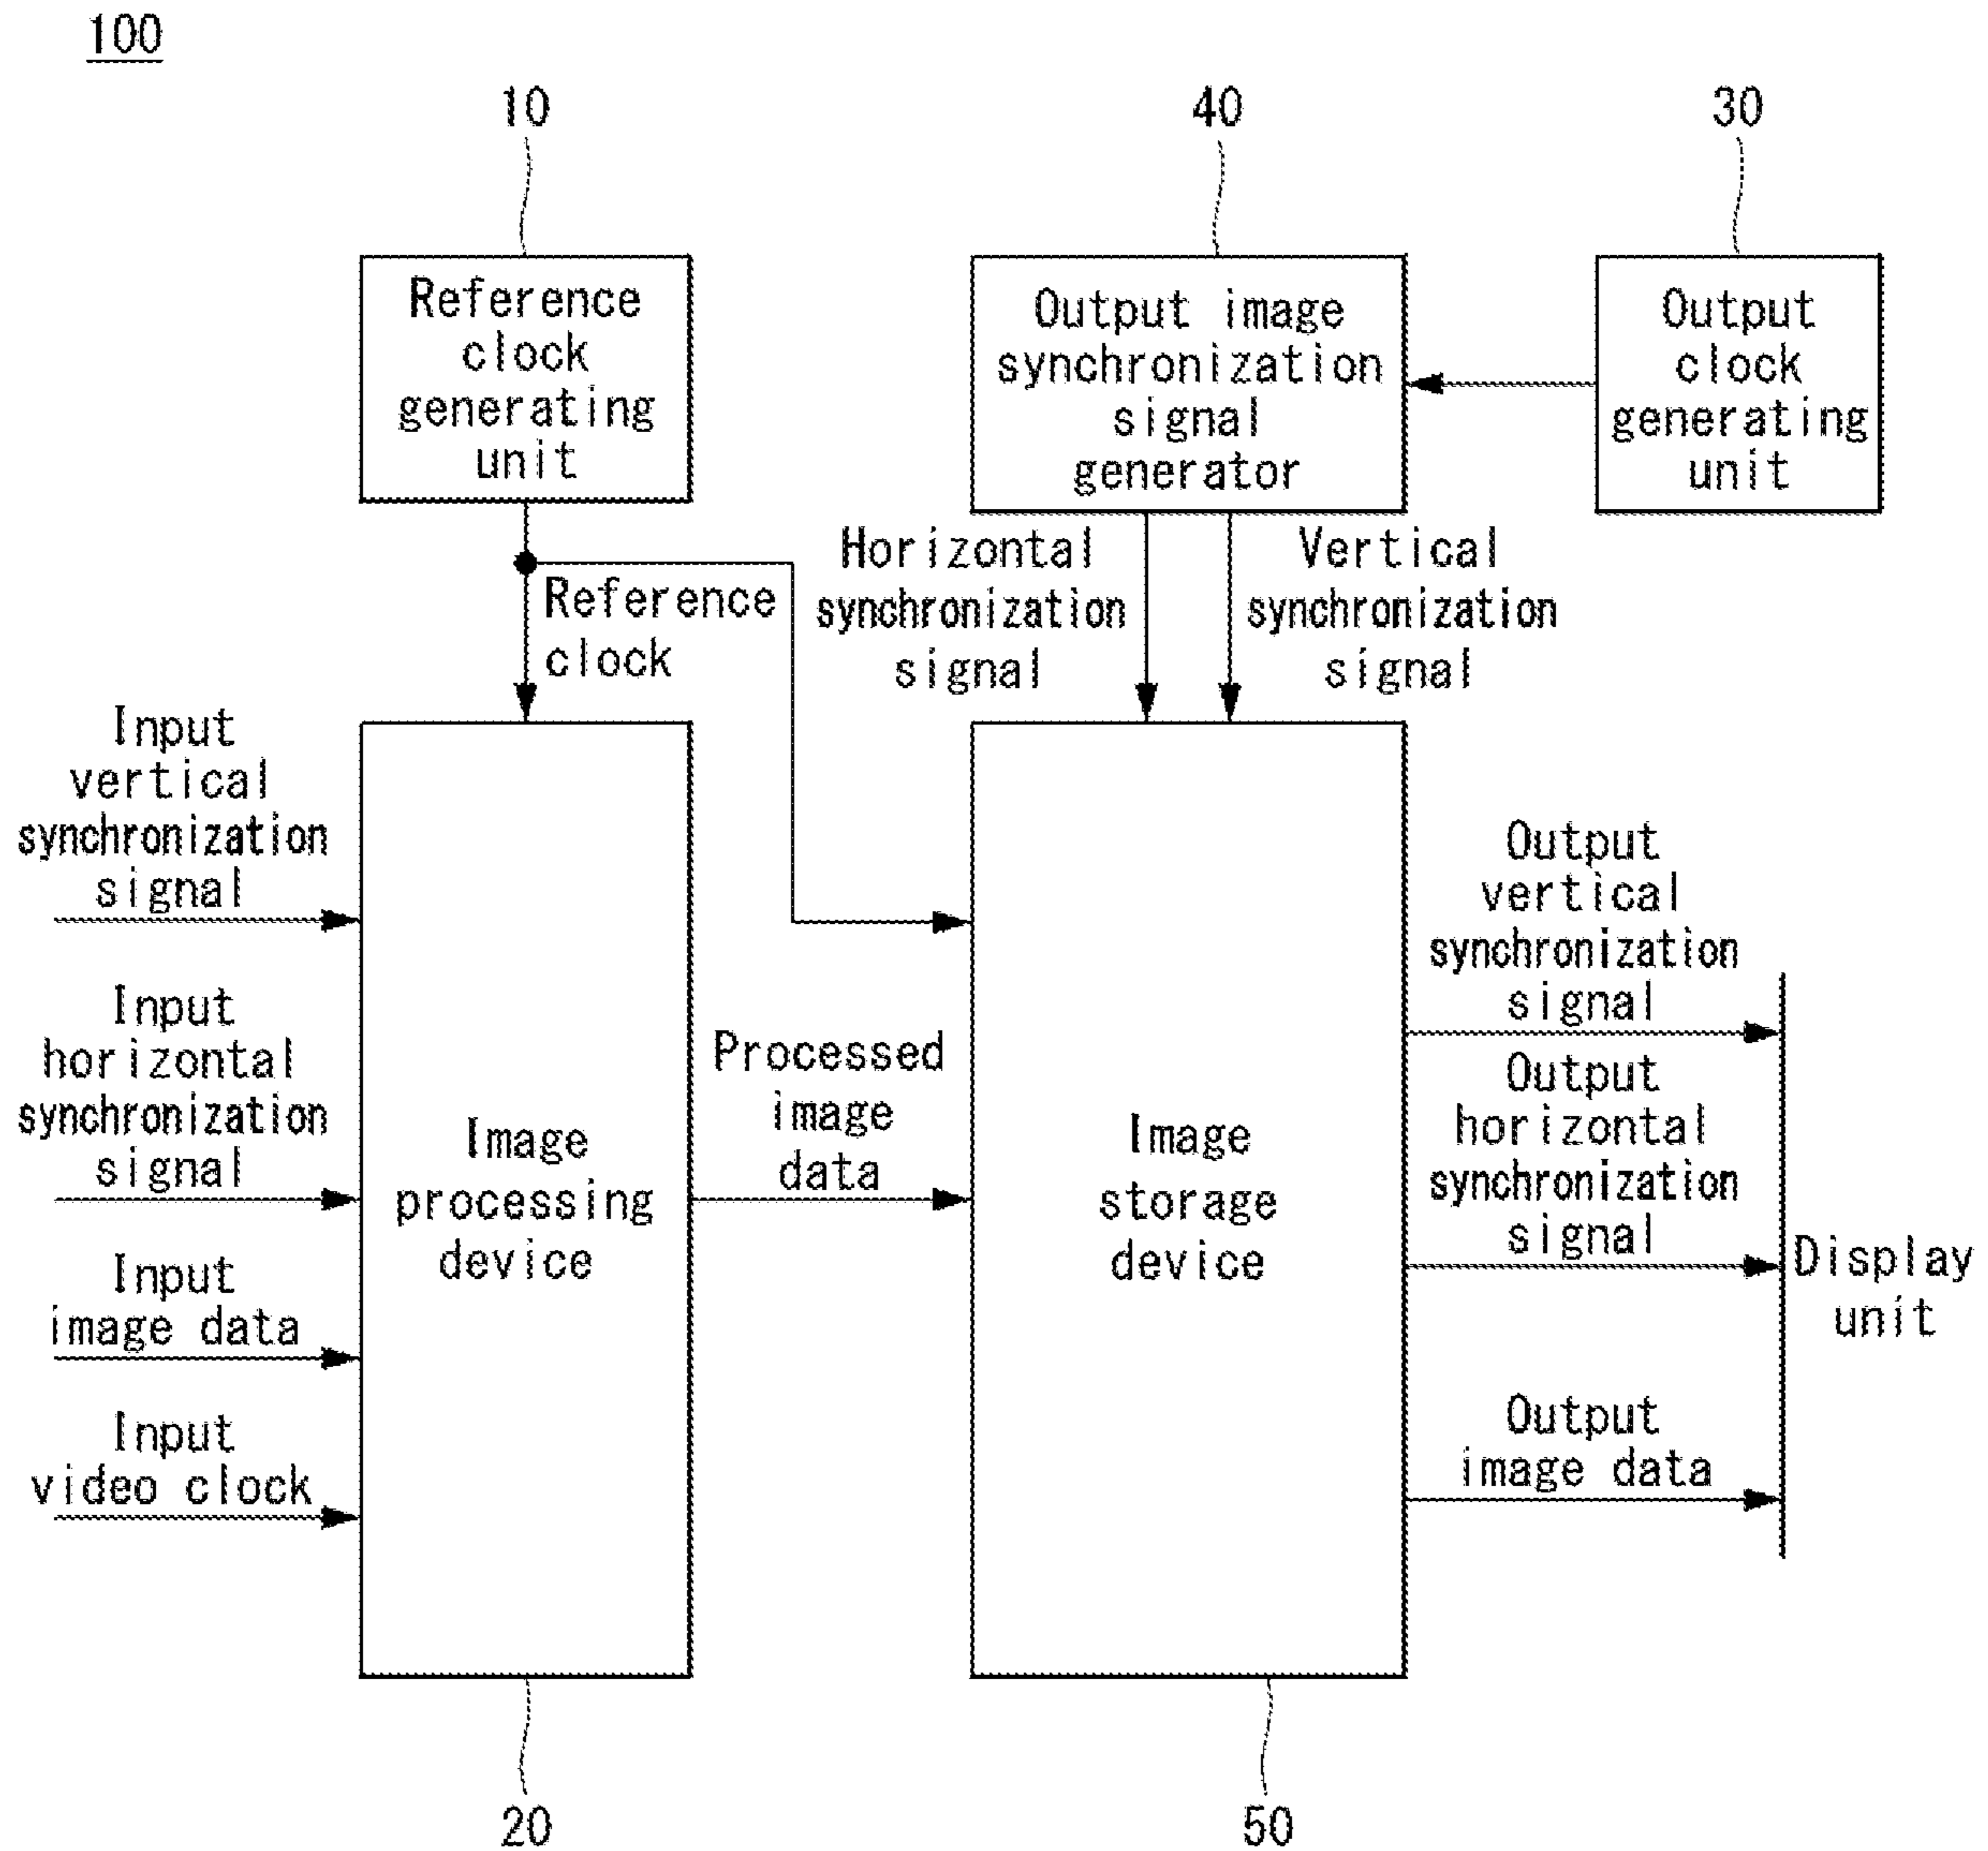 100
10
40
30
Reference
clock
generating
unit
Output image
synchronization
signal
generator
Output
clock
generating
unit
Horizontal
synchronization
signal
Vertical
synchronization
signal
Reference
clock
Input
vertical
synchronization
signal
Input
horizontal
synchronization
signal
Input
image data
Input
video clock
Image
processing
device
Processed
image
data
Image
storage
device
Output
vertical
synchronization
signal
Output
horizontal
synchronization
signal
Output
image data
Display
unit
20
50